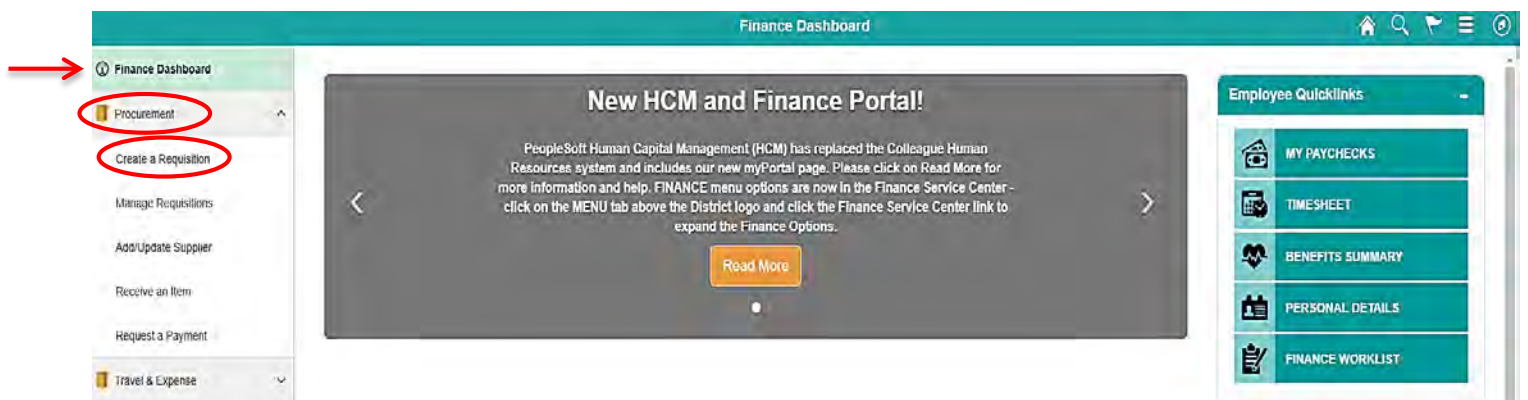 Finance Dashboard
Finance Dashboard
Procurement
Create a Requisition
Manage Requisitions
Add/Update Supplier
Receive an Item
Request a Payment
Travel & Expense
New HCM and Finance Portal!
PeopleSoft Human Capital Management (HCM) has replaced the Colleague Human
Resources system and includes our new myPortal page. Please click on Read More for
more information and help. FINANCE menu options are now in the Finance Service Center -
click on the MENU tab above the District logo and click the Finance Service Center link to
expand the Finance Options.
Read More
Employee Quicklinks
MY PAYCHECKS
TIMESHEET
BENEFITS SUMMARY
PERSONAL DETAILS
FINANCE WORKLIST